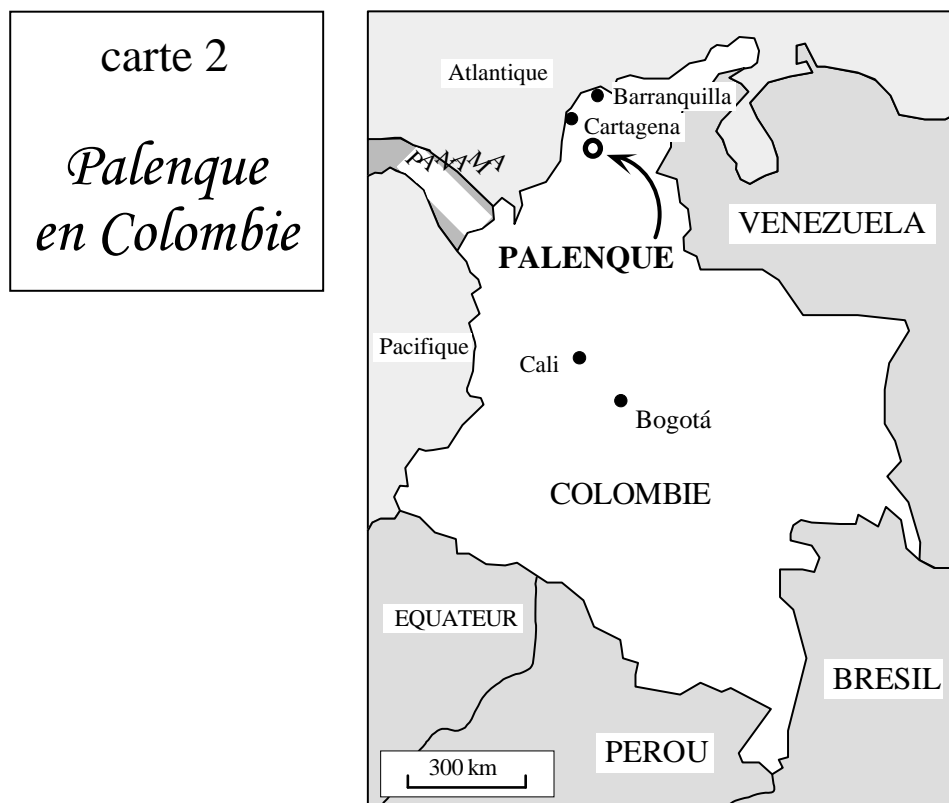 carte 2
Palenque
en Colombie
Atlantique
Barranquilla
Cartagena
PANAMA
VENEZUELA
PALENQUE
Pacifique
Cali
Bogotá
COLOMBIE
EQUATEUR
BRESIL
PEROU
300 km